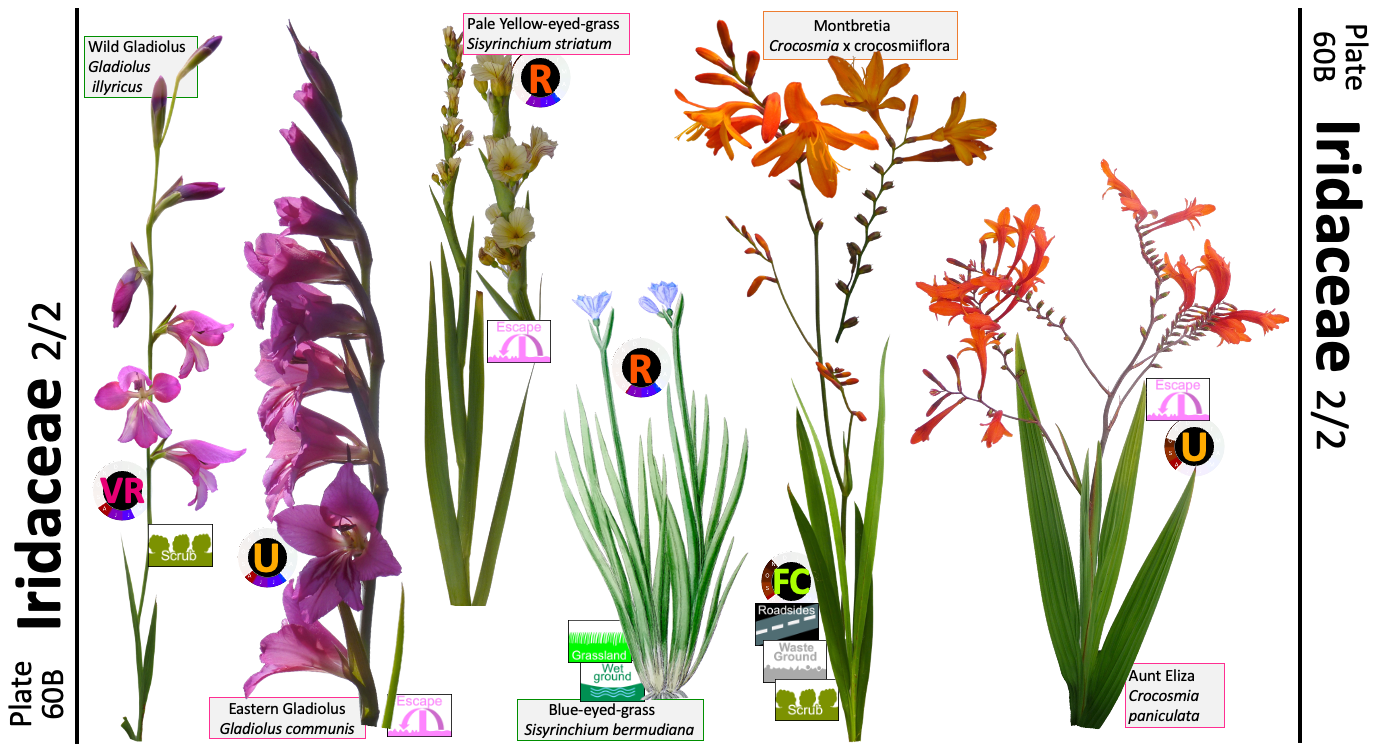 Plate
60B
Iridaceae 2/2
Wild Gladiolus
Gladiolus
illyricus
VR
Scrub
U
Eastern Gladiolus
Gladiolus communis
Escape
Pale Yellow-eyed-grass
Sisyrinchium striatum
R
Escape
R
Grassland
Wet
ground
Blue-eyed-grass
Sisyrinchium bermudiana
Montbretia
Crocosmia x crocosmiiflora
FC
Roadsides
Waste
Ground
Scrub
Escape
U
Aunt Eliza
Crocosmia
paniculata
Plate
60B
Iridaceae 2/2